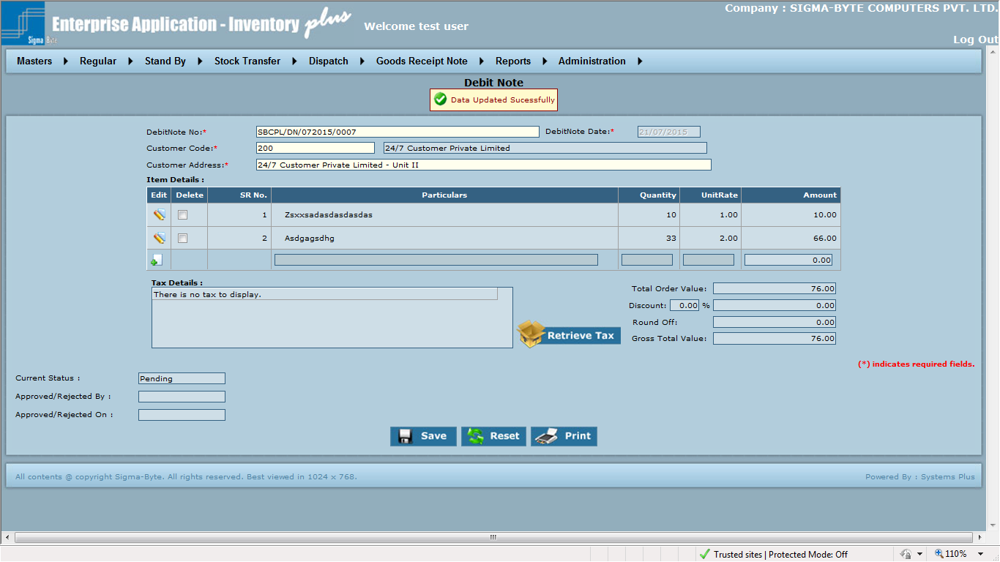 Company : SIGMA-BYTE COMPUTERS PVT. LTD.
Enterprise Application - Inventory plus
Welcome test user
Sigma Byte
Log Out
Masters Regular Stand By Stock Transfer Dispatch Goods Receipt Note Reports Administration
Debit Note
Data Updated Sucessfully
DebitNote No:* SBCPL/DN/072015/0007 DebitNote Date:* 21/07/2015
Customer Code:* 200 24/7 Customer Private Limited
Customer Address:* 24/7 Customer Private Limited - Unit II
Item Details :
Edit Delete SR No. Particulars Quantity UnitRate Amount
1 Zsxxsadasdasdasdas 10 1.00 10.00
2 Asdgagsdhg 33 2.00 66.00
0.00
Tax Details :
There is no tax to display.
Retrieve Tax
Total Order Value: 76.00
Discount: 0.00 % 0.00
Round Off: 0.00
Gross Total Value: 76.00
(*) indicates required fields.
Current Status : Pending
Approved/Rejected By :
Approved/Rejected On :
Save Reset Print
All contents @ copyright Sigma-Byte. All rights reserved. Best viewed in 1024 x 768. Powered By : Systems Plus
Trusted sites | Protected Mode: Off 110%